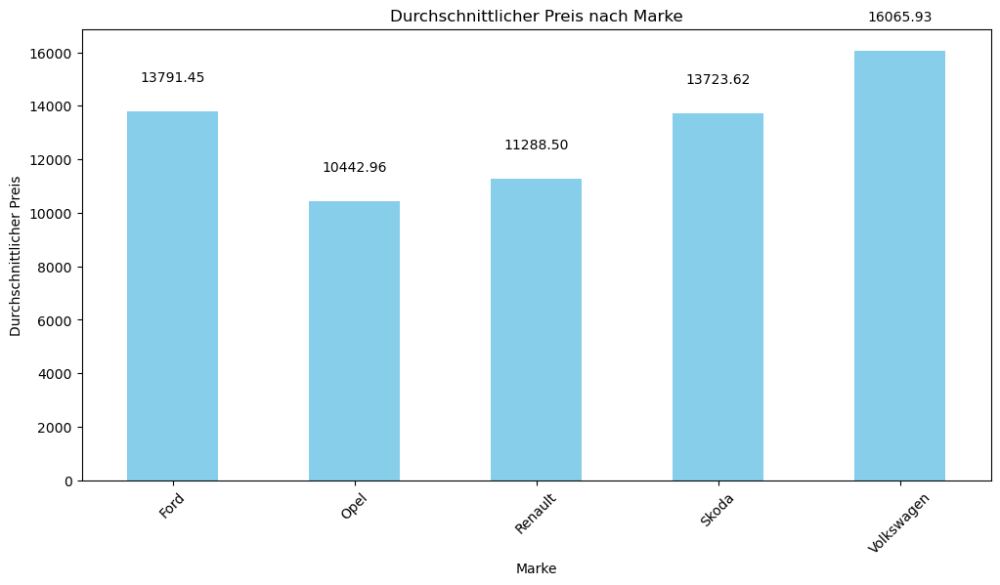 Durchschnittlicher Preis nach Marke
16065.93
13791.45
13723.62
11288.50
10442.96
Durchschnittlicher Preis
16000
14000
12000
10000
8000
6000
4000
2000
0
Ford
Opel
Renault
Skoda
Volkswagen
Marke